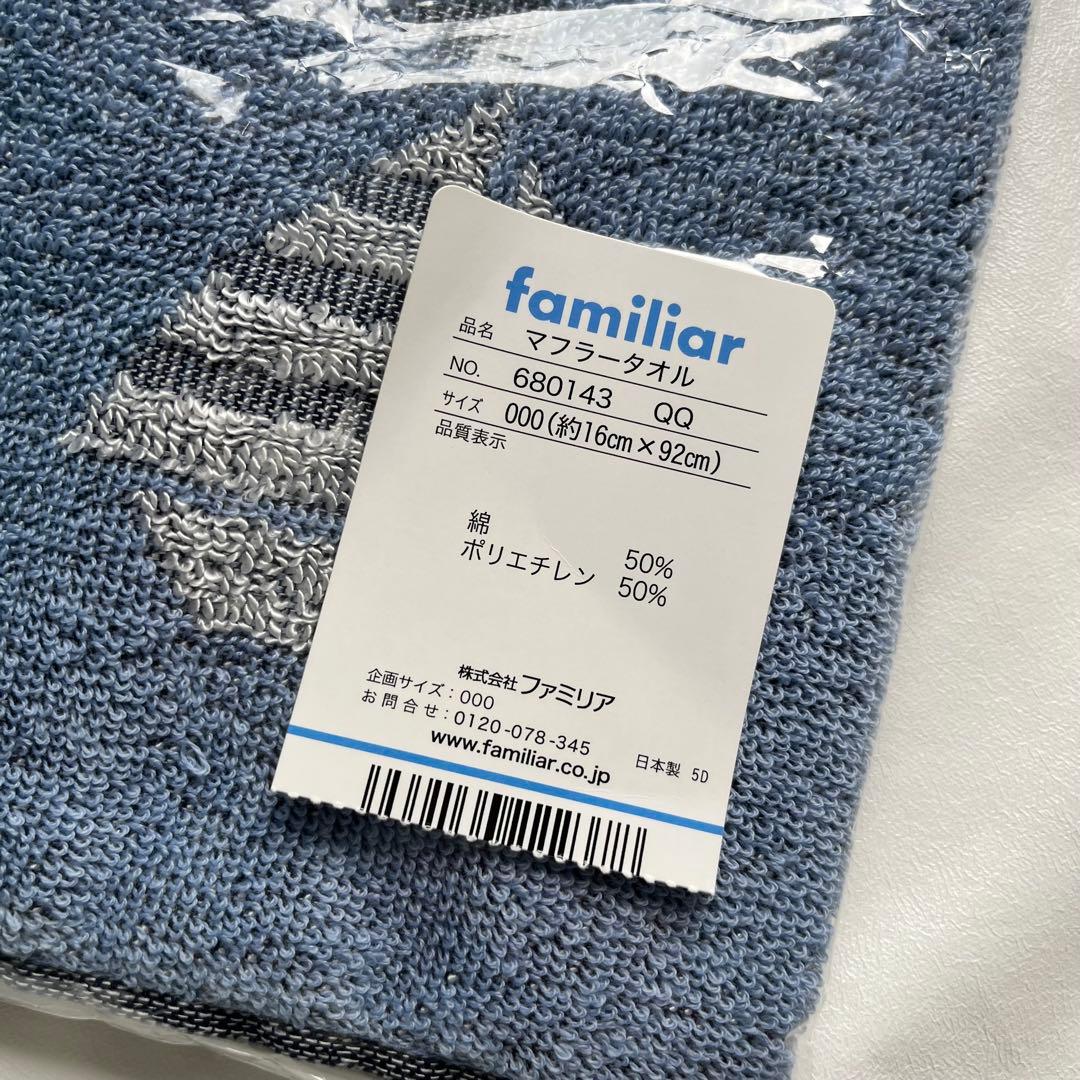 familiar
品名 マフラータオル
NO. 680143 QQ
サイズ 000(約16cm×92cm)
品質表示
綿 50%
ポリエチレン 50%
株式会社ファミリア
企画サイズ:000
お問合せ:0120-078-345
www.familiar.co.jp
日本製 5D